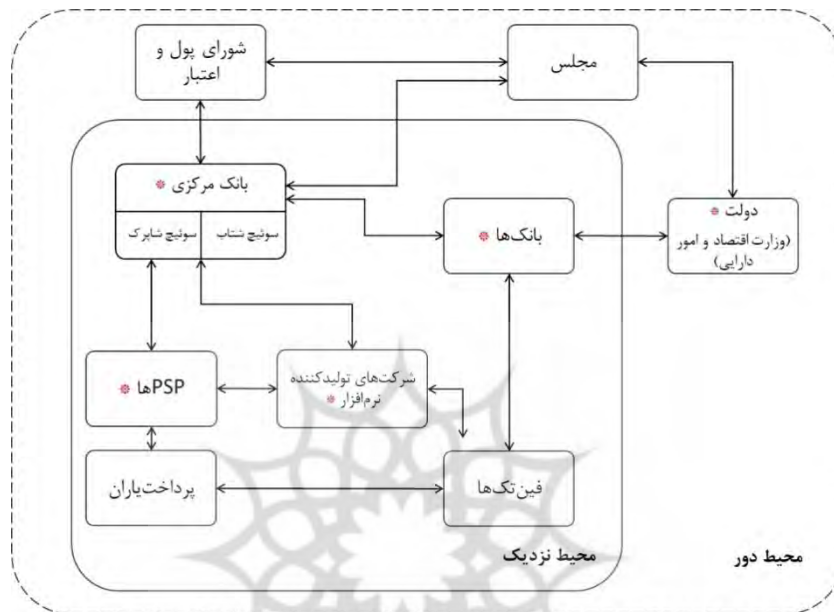 مجلس
شورای پول و
اعتبار
بانک مرکزی
سوئیچ شتاب
سوئیچ شاپرک
دولت
(وزارت اقتصاد و امور
دارایی)
بانک‌ها
شرکت‌های تولیدکننده
نرم‌افزار
PSPها
فین‌تک‌ها
پرداخت‌یاران
محیط دور
محیط نزدیک